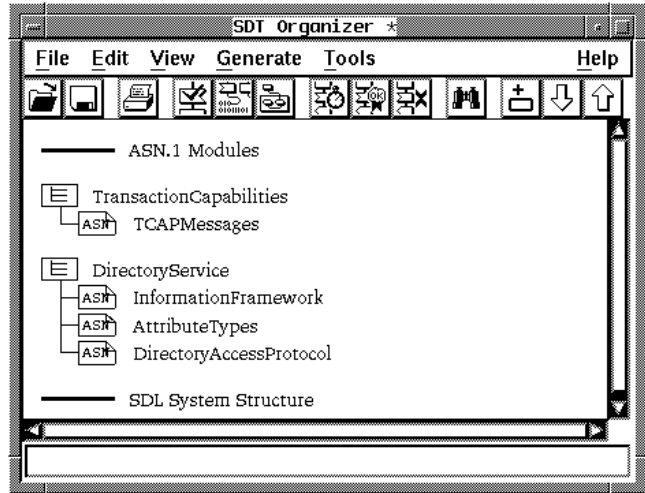 SDT Organizer *
File Edit View Generate Tools Help
ASN.1 Modules
TransactionCapabilities
ASN TCAPMessages
DirectoryService
ASN InformationFramework
ASN AttributeTypes
ASN DirectoryAccessProtocol
SDL System Structure